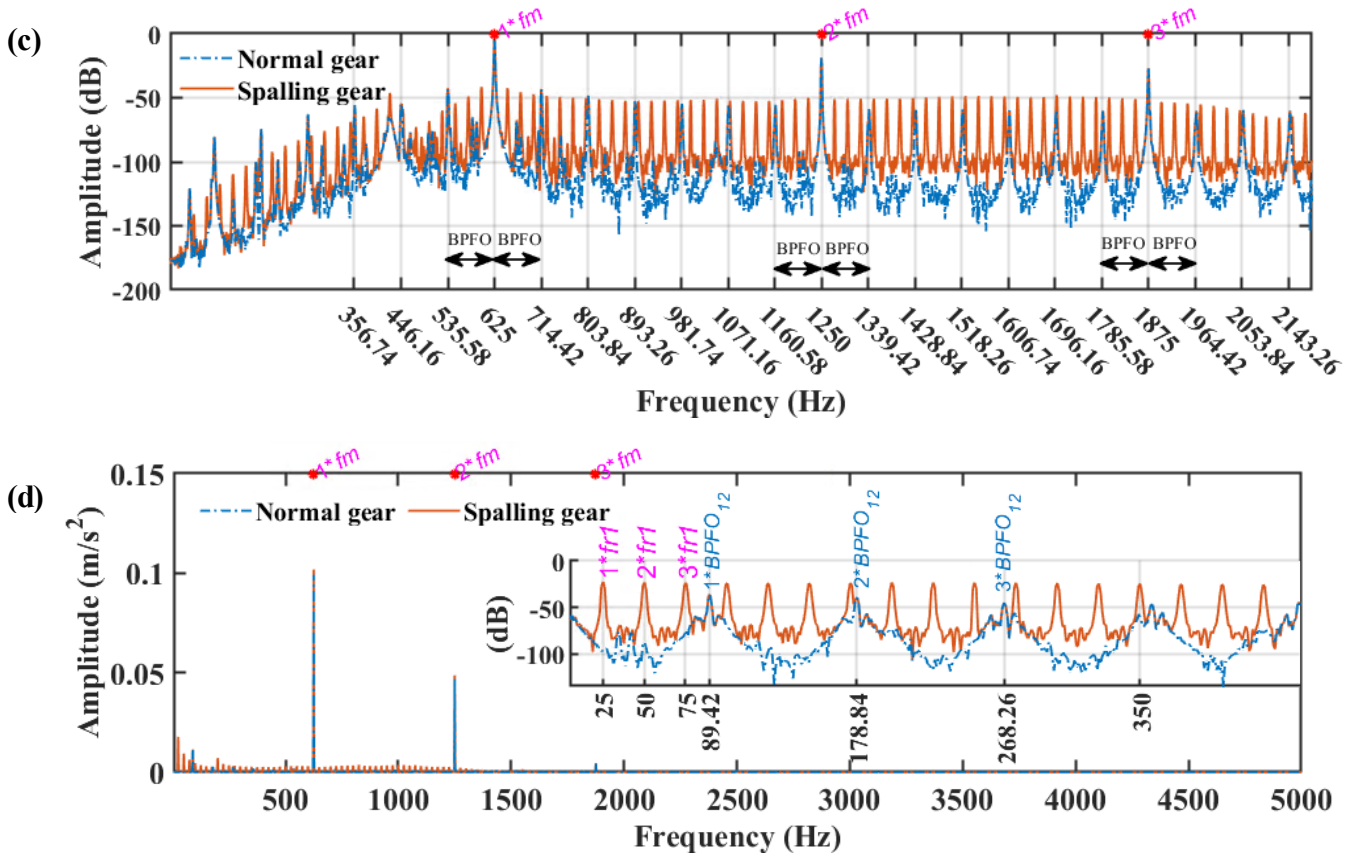 (c)
1*fm 2*fm 3*fm
0
-50
-100
-150
-200
Amplitude (dB)
Normal gear
Spalling gear
BPFO BPFO BPFO BPFO BPFO BPFO
356.74 446.16 535.58 625 714.42 803.84 893.26 981.74 1071.16 1160.58 1250 1339.42 1428.84 1518.26 1606.74 1696.16 1785.58 1875 1964.42 2053.84 2143.26
Frequency (Hz)
(d)
1*fm 2*fm 3*fm
0.15
0.1
0.05
0
Amplitude (m/s²)
Normal gear Spalling gear
1*fr1 2*fr1 3*fr1 1*BPFO₁₂ 2*BPFO₁₂ 3*BPFO₁₂
0
-50
-100
(dB)
25 50 75 89.42 178.84 268.26 350
500 1000 1500 2000 2500 3000 3500 4000 4500 5000
Frequency (Hz)